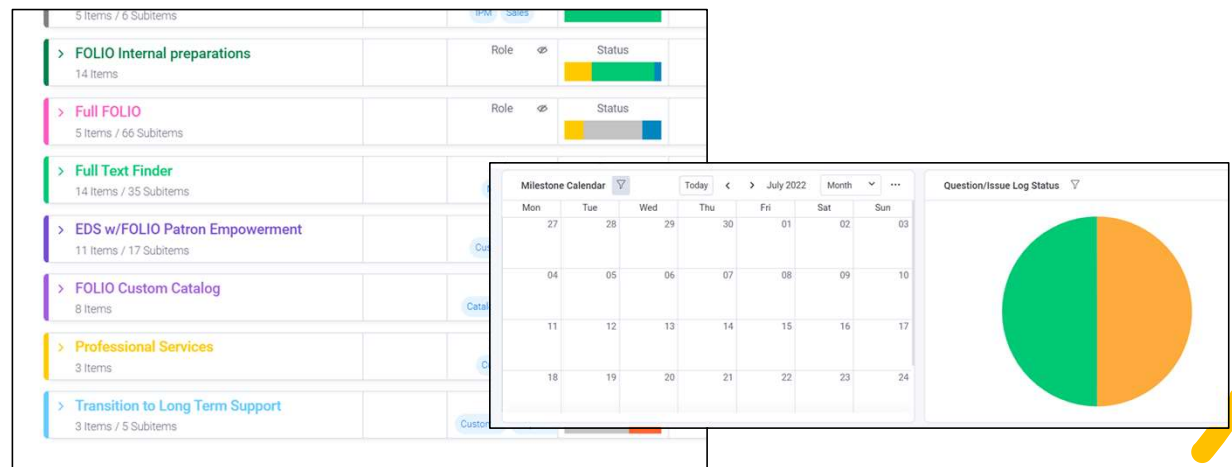 5 Items / 6 Subitems
IPM Sales
> FOLIO Internal preparations
14 Items
Role Status
> Full FOLIO
5 Items / 66 Subitems
Role Status
> Full Text Finder
14 Items / 35 Subitems
> EDS w/FOLIO Patron Empowerment
11 Items / 17 Subitems
> FOLIO Custom Catalog
8 Items
> Professional Services
3 Items
> Transition to Long Term Support
3 Items / 5 Subitems
Milestone Calendar Today < > July 2022 Month ...
Mon Tue Wed Thu Fri Sat Sun
27 28 29 30 01 02 03
04 05 06 07 08 09 10
11 12 13 14 15 16 17
18 19 20 21 22 23 24
Question/Issue Log Status